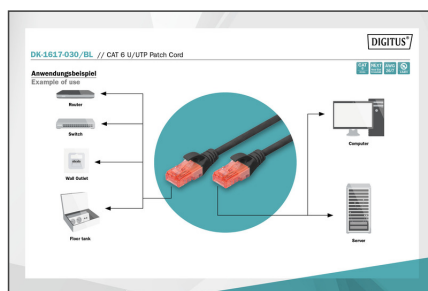 DIGITUS®
DK-1617-030/BL // CAT 6 U/UTP Patch Cord
Anwendungsbeispiel
Example of use
Router
Switch
Wall Outlet
Floor tank
Computer
Server